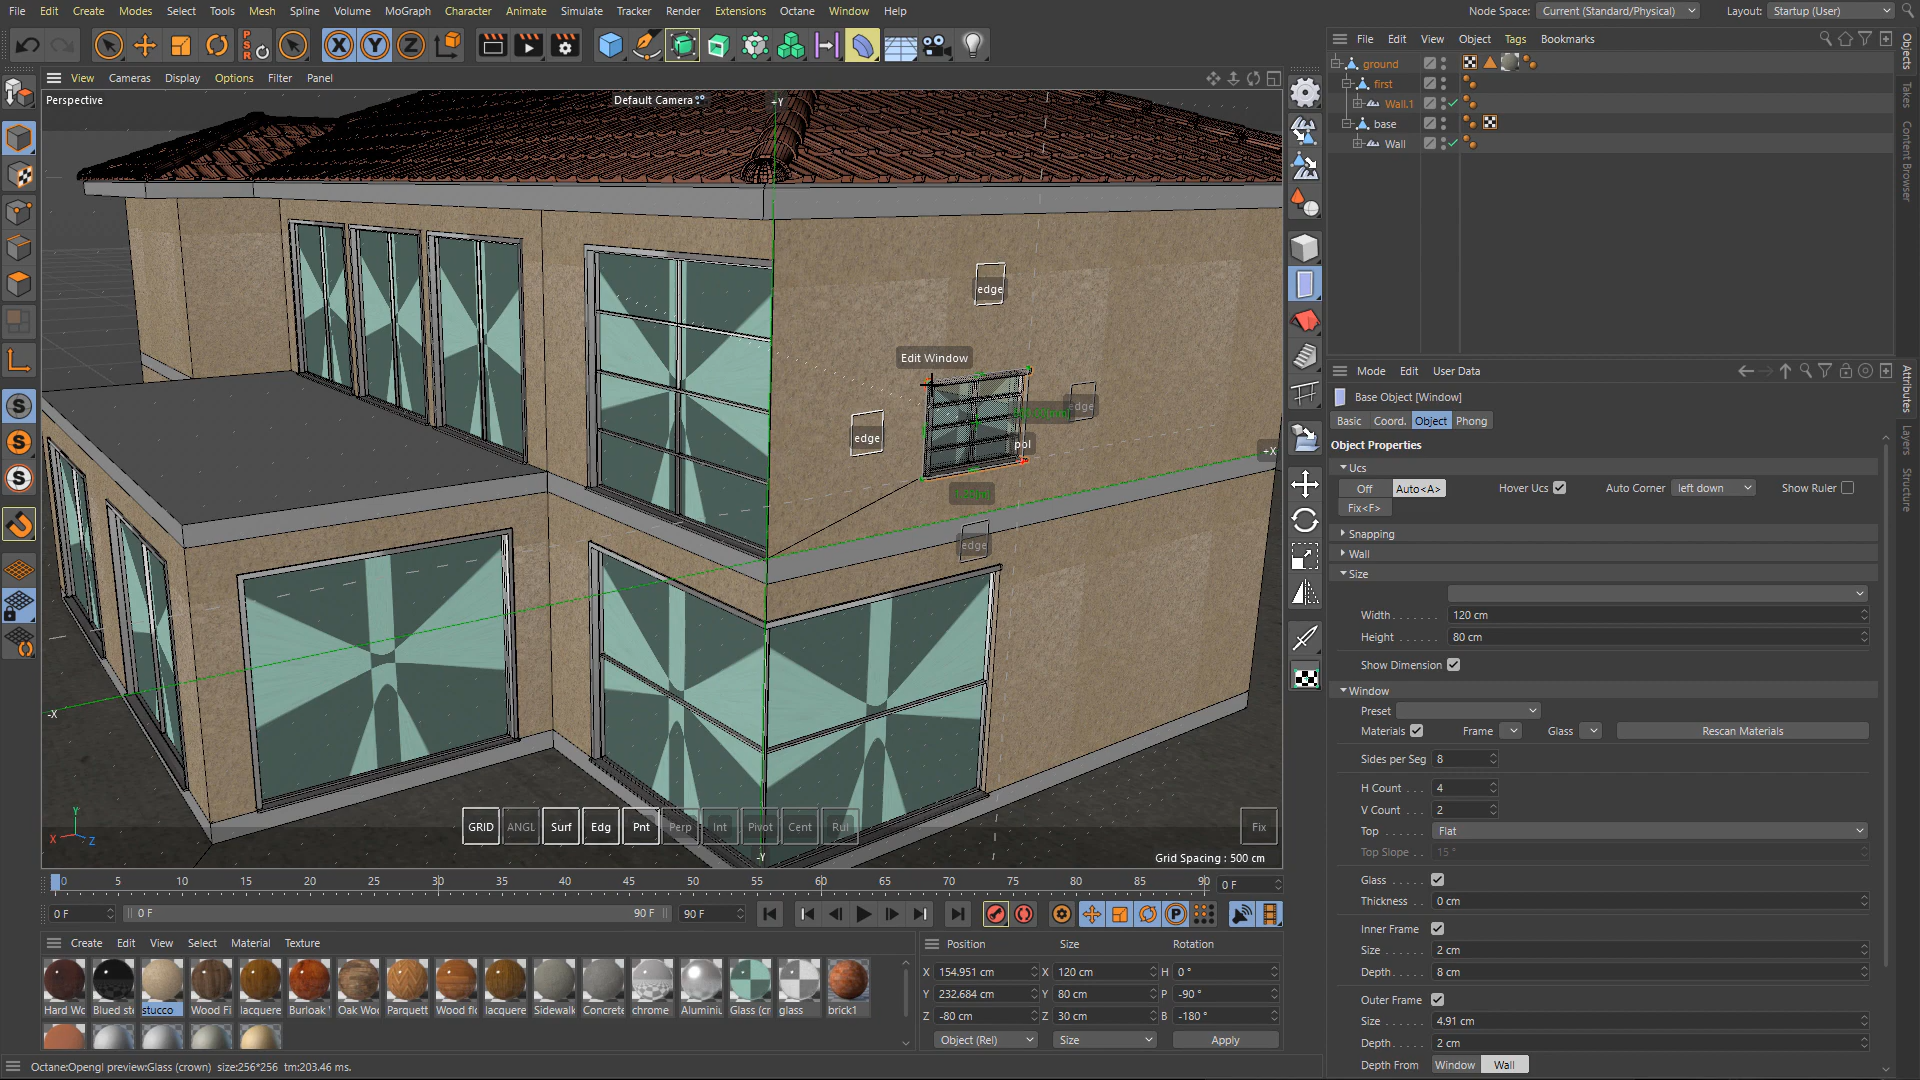 File Edit Create Modes Select Tools Mesh Spline Volume MoGraph Character Animate Simulate Tracker Render Extensions Octane Window Help
Node Space: Current (Standard/Physical) Layout: Startup (User)
PSR X Y Z
File Edit View Object Tags Bookmarks
View Cameras Display Options Filter Panel
Perspective
Default Camera
+Y
ground
first
Wall.1
base
Wall
Objects
Takes
Content Browser
edge
Edit Window
edge
edge
pol
+X
edge
-X
-Y
Y
X Z
GRID ANGL Surf Edg Pnt Perp Int Pivot Cent Rul Fix
Grid Spacing : 500 cm
S
S
S
Mode Edit User Data
Attributes
Layers
Structure
Base Object [Window]
Basic Coord. Object Phong
Object Properties
Ucs
Off Auto<A> Hover Ucs Auto Corner left down Show Ruler
Fix<F>
Snapping
Wall
Size
Width 120 cm
Height 80 cm
Show Dimension
Window
Preset
Materials Frame Glass Rescan Materials
Sides per Seg 8
H Count 4
V Count 2
Top Flat
Top Slope 15 °
Glass
Thickness 0 cm
Inner Frame
Size 2 cm
Depth 8 cm
Outer Frame
Size 4.91 cm
Depth 2 cm
Depth From Window Wall
0 5 10 15 20 25 30 35 40 45 50 55 60 65 70 75 80 85 90 0 F
0 F 0 F 90 F 90 F
P
Create Edit View Select Material Texture
Hard Wo Blued ste stucco Wood Fi lacquere Burloak Oak Woo Parquett Wood flo lacquere Sidewalk Concrete chrome Aluminiu Glass (cr glass brick1
Position Size Rotation
X 154.951 cm X 120 cm H 0 °
Y 232.684 cm Y 80 cm P -90 °
Z -80 cm Z 30 cm B -180 °
Object (Rel) Size Apply
Octane:Opengl preview:Glass (crown) size:256*256 tm:203.46 ms.